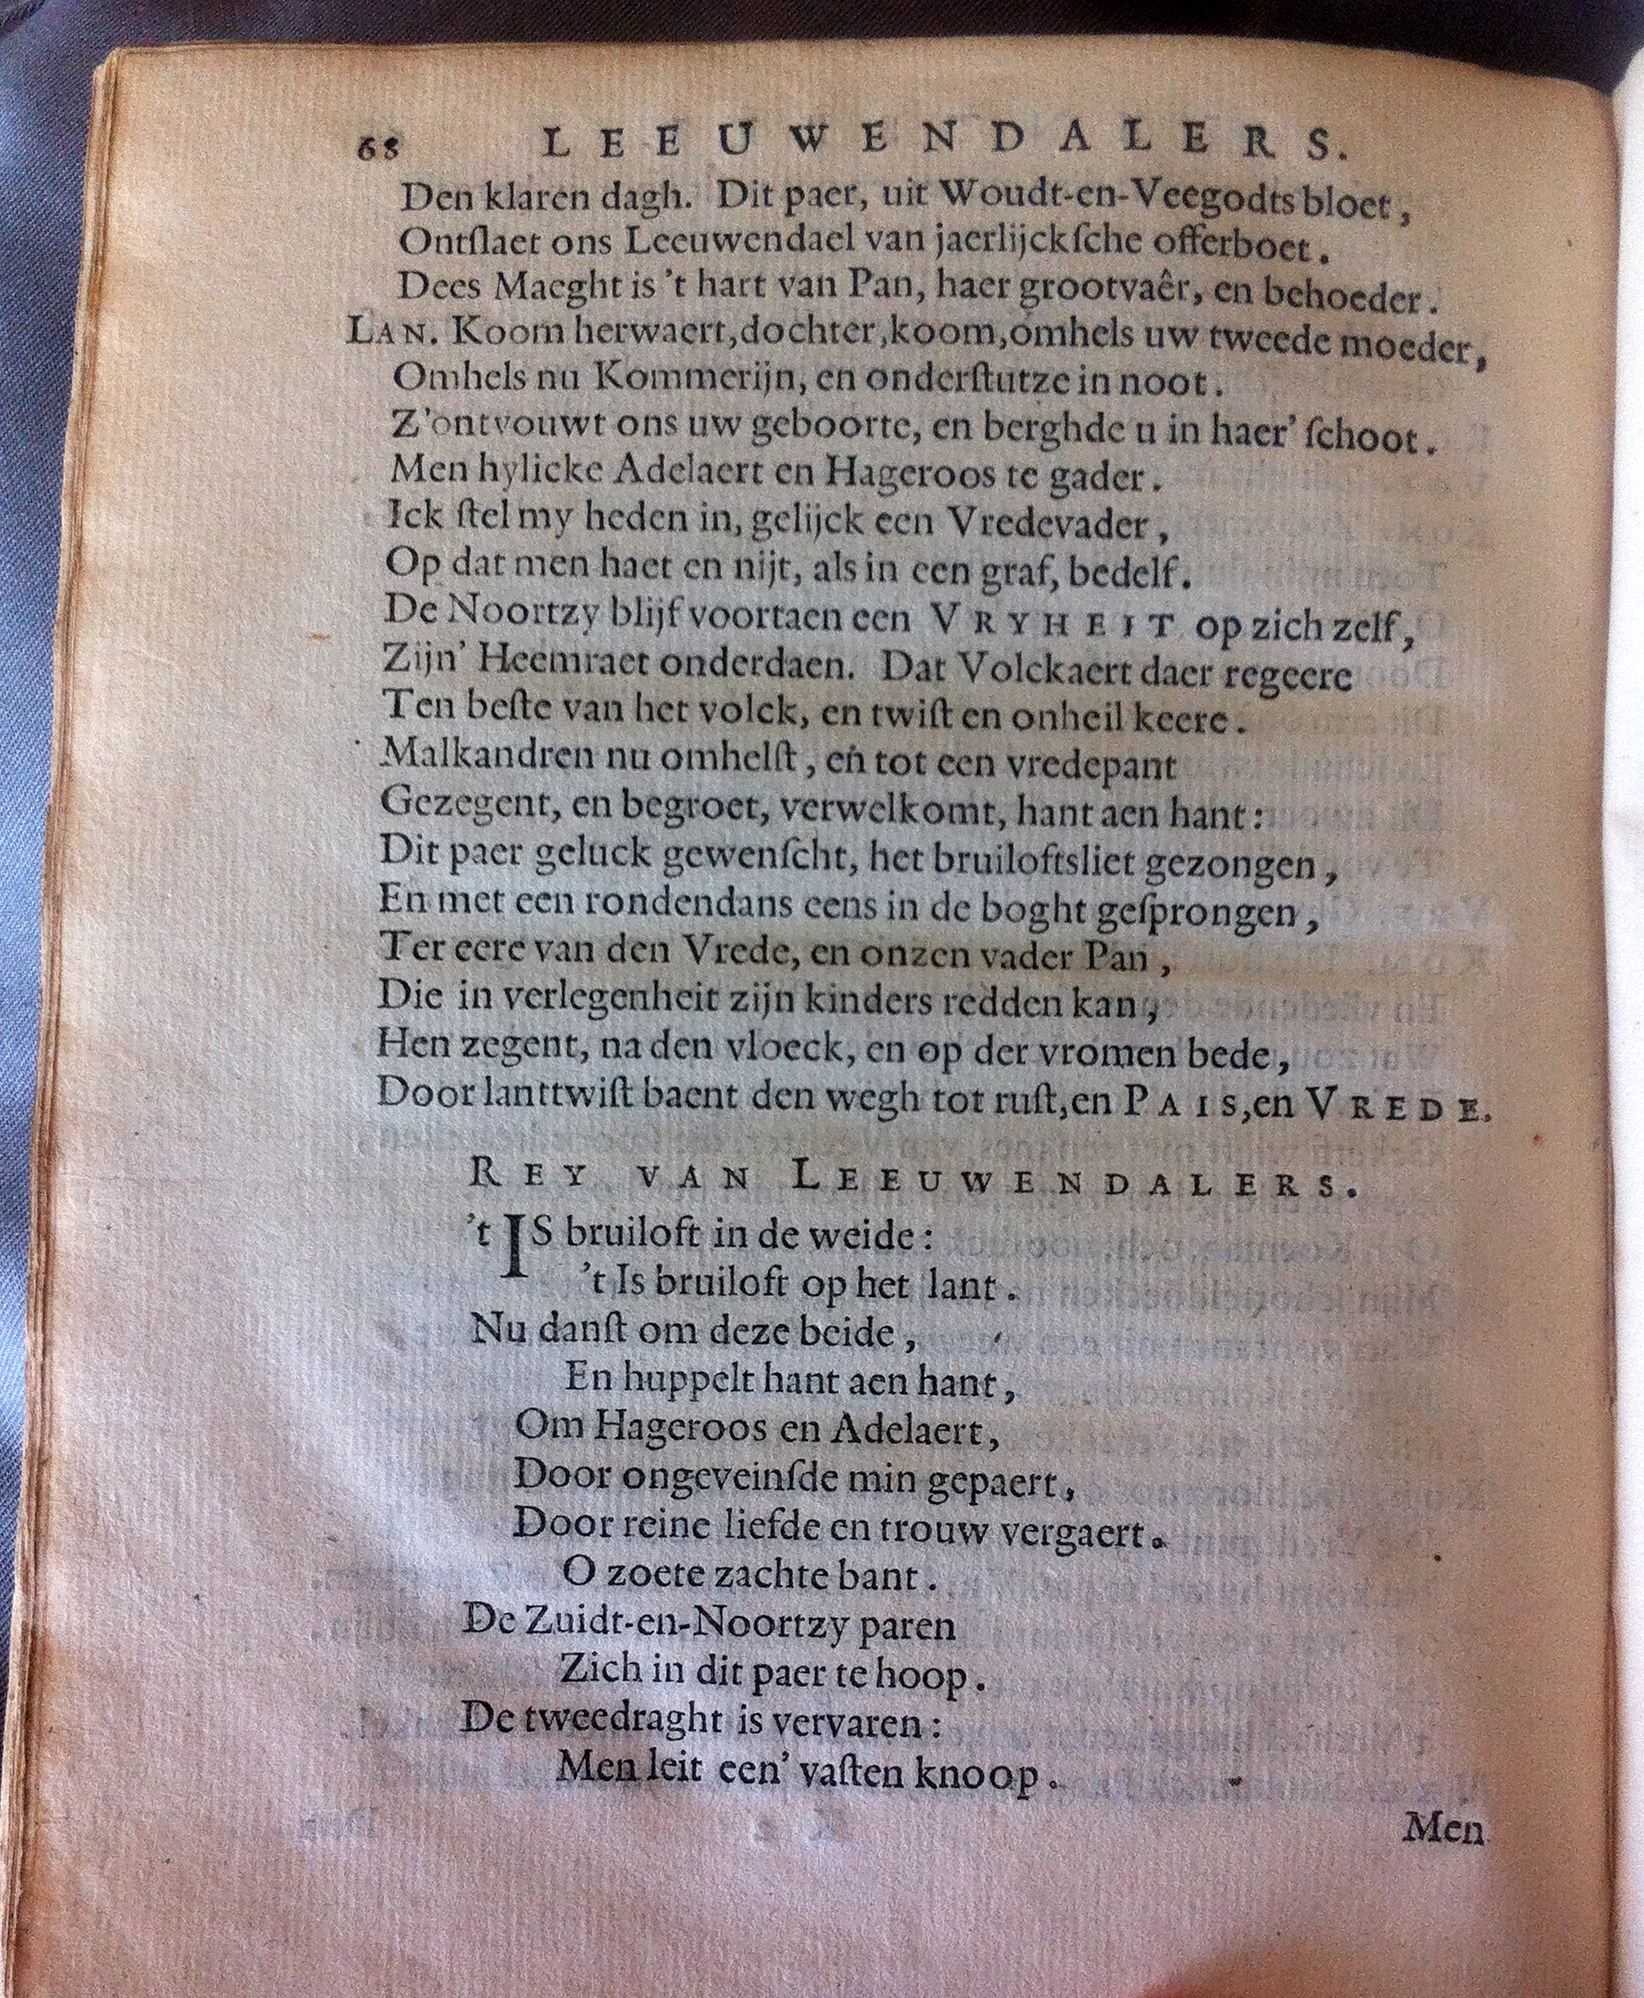 68 LEEUWENDALERS.
Den klaren dagh. Dit paer, uit Woudt-en-Veegodts bloet,
Ontſlaet ons Leeuwendael van jaerlijckſche offerboet.
Dees Maeght is 't hart van Pan, haer grootvaêr, en behoeder.
LAN. Koom herwaert, dochter, koom, omhels uw tweede moeder,
Omhels nu Kommerijn, en onderſtutze in noot.
Z'ontvouwt ons uw geboorte, en berghde u in haer' ſchoot.
Men hylicke Adelaert en Hageroos te gader.
Ick ſtel my heden in, gelijck een Vredevader,
Op dat men haet en nijt, als in een graf, bedelf.
De Noortzy blijf voortaen een VRYHEIT op zich zelf,
Zijn' Heemraet onderdaen. Dat Volckaert daer regeere
Ten beſte van het volck, en twiſt en onheil keere.
Malkandren nu omhelſt, en tot een vredepant
Gezegent, en begroet, verwelkomt, hant aen hant:
Dit paer geluck gewenſcht, het bruiloftsliet gezongen,
En met een rondendans eens in de boght geſprongen,
Ter eere van den Vrede, en onzen vader Pan,
Die in verlegenheit zijn kinders redden kan,
Hen zegent, na den vloeck, en op der vromen bede,
Door lanttwiſt baent den wegh tot ruſt, en PAIS, en VREDE.
REY VAN LEEUWENDALERS.
't IS bruiloft in de weide:
't Is bruiloft op het lant.
Nu danſt om deze beide,
En huppelt hant aen hant,
Om Hageroos en Adelaert,
Door ongeveinſde min gepaert,
Door reine liefde en trouw vergaert.
O zoete zachte bant.
De Zuidt-en-Noortzy paren
Zich in dit paer te hoop.
De tweedraght is vervaren:
Men leit een' vaſten knoop.
Men